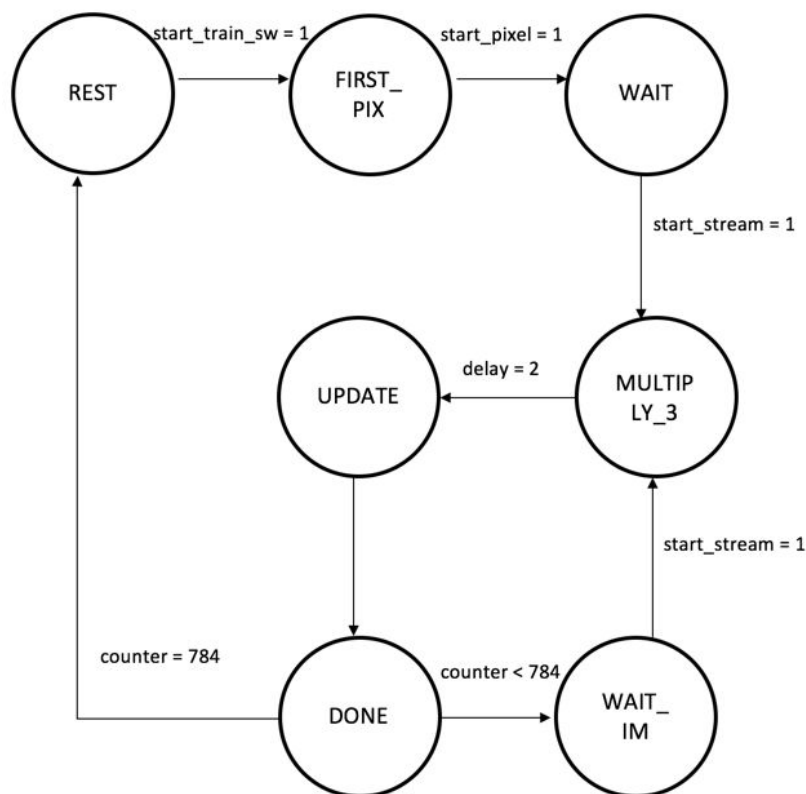 start_train_sw = 1
start_pixel = 1
REST
FIRST_
PIX
WAIT
start_stream = 1
delay = 2
UPDATE
MULTIP
LY_3
start_stream = 1
counter = 784
counter < 784
DONE
WAIT_
IM